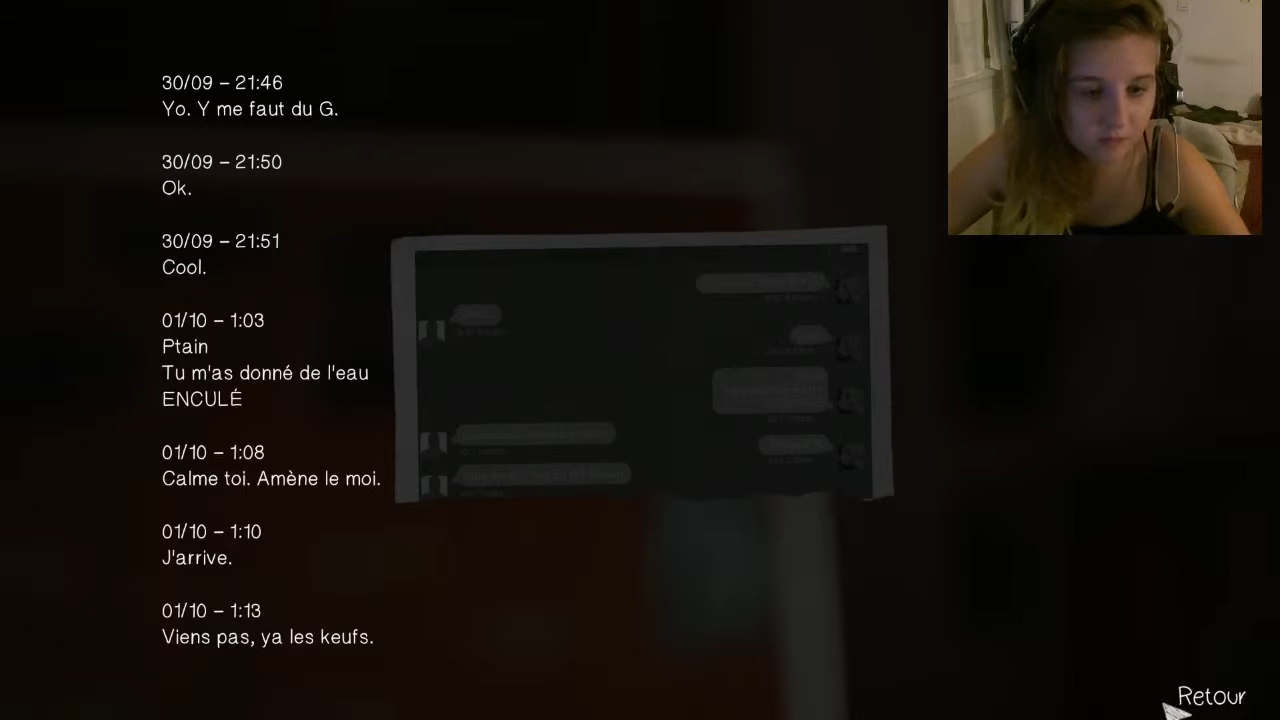 30/09 – 21:46
Yo. Y me faut du G.
30/09 – 21:50
Ok.
30/09 – 21:51
Cool.
01/10 – 1:03
Ptain
Tu m'as donné de l'eau
ENCULÉ
01/10 – 1:08
Calme toi. Amène le moi.
01/10 – 1:10
J'arrive.
01/10 – 1:13
Viens pas, ya les keufs.
Retour